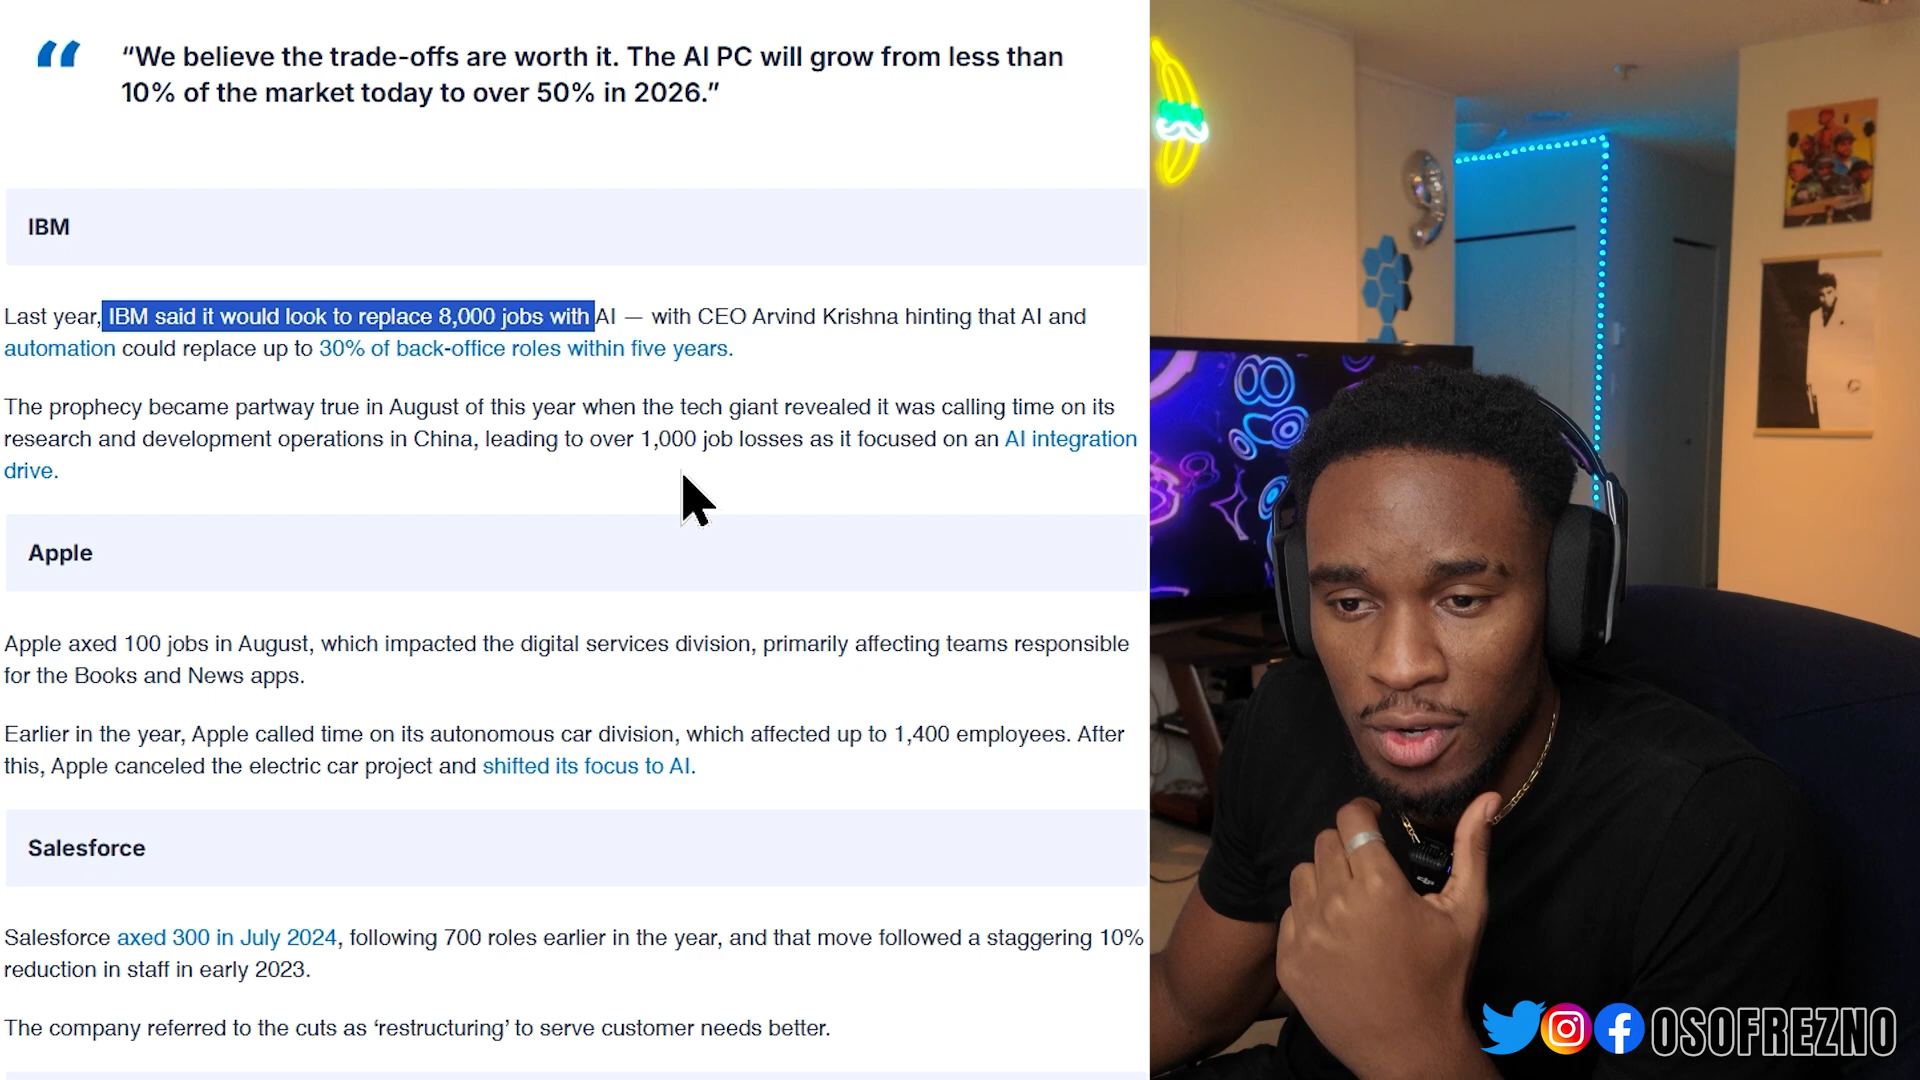 “We believe the trade-offs are worth it. The AI PC will grow from less than
10% of the market today to over 50% in 2026.”
IBM
Last year, IBM said it would look to replace 8,000 jobs with AI — with CEO Arvind Krishna hinting that AI and
automation could replace up to 30% of back-office roles within five years.
The prophecy became partway true in August of this year when the tech giant revealed it was calling time on its
research and development operations in China, leading to over 1,000 job losses as it focused on an AI integration
drive.
Apple
Apple axed 100 jobs in August, which impacted the digital services division, primarily affecting teams responsible
for the Books and News apps.
Earlier in the year, Apple called time on its autonomous car division, which affected up to 1,400 employees. After
this, Apple canceled the electric car project and shifted its focus to AI.
Salesforce
Salesforce axed 300 in July 2024, following 700 roles earlier in the year, and that move followed a staggering 10%
reduction in staff in early 2023.
The company referred to the cuts as ‘restructuring’ to serve customer needs better.
9
OSOFREZNO